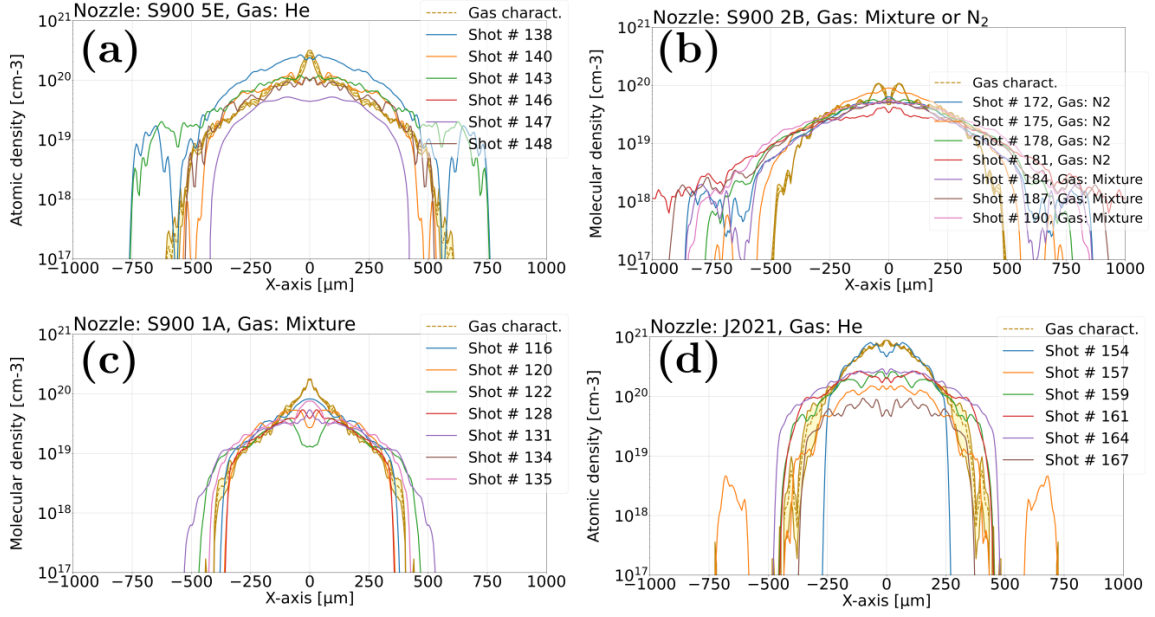 Nozzle: S900 5E, Gas: He
(a)
Atomic density [cm-3]
10^21
10^20
10^19
10^18
10^17
−1000 −750 −500 −250 0 250 500 750 1000
X-axis [μm]
Gas charact.
Shot # 138
Shot # 140
Shot # 143
Shot # 146
Shot # 147
Shot # 148
Nozzle: S900 2B, Gas: Mixture or N₂
(b)
Molecular density [cm-3]
10^21
10^20
10^19
10^18
10^17
−1000 −750 −500 −250 0 250 500 750 1000
X-axis [μm]
Gas charact.
Shot # 172, Gas: N2
Shot # 175, Gas: N2
Shot # 178, Gas: N2
Shot # 181, Gas: N2
Shot # 184, Gas: Mixture
Shot # 187, Gas: Mixture
Shot # 190, Gas: Mixture
Nozzle: S900 1A, Gas: Mixture
(c)
Molecular density [cm-3]
10^21
10^20
10^19
10^18
10^17
−1000 −750 −500 −250 0 250 500 750 1000
X-axis [μm]
Gas charact.
Shot # 116
Shot # 120
Shot # 122
Shot # 128
Shot # 131
Shot # 134
Shot # 135
Nozzle: J2021, Gas: He
(d)
Atomic density [cm-3]
10^21
10^20
10^19
10^18
10^17
−1000 −750 −500 −250 0 250 500 750 1000
X-axis [μm]
Gas charact.
Shot # 154
Shot # 157
Shot # 159
Shot # 161
Shot # 164
Shot # 167